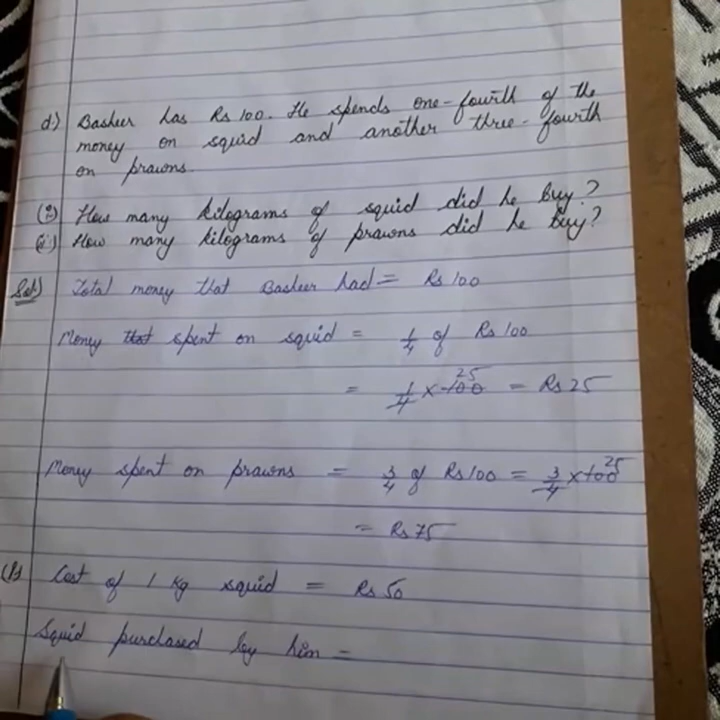 d) Basheer has Rs 100. He spends one-fourth of the
money on squid and another three-fourth
on prawns.
(i) How many kilograms of squid did he buy?
(ii) How many kilograms of prawns did he buy?
Sol) Total money that Basheer had = Rs 100
Money that spent on squid = 1/4 of Rs 100
= 1/4 × 100 25 = Rs 25
Money spent on prawns = 3/4 of Rs 100 = 3/4 × 100 25
= Rs 75
Cost of 1 Kg squid = Rs 50
Squid purchased by him =